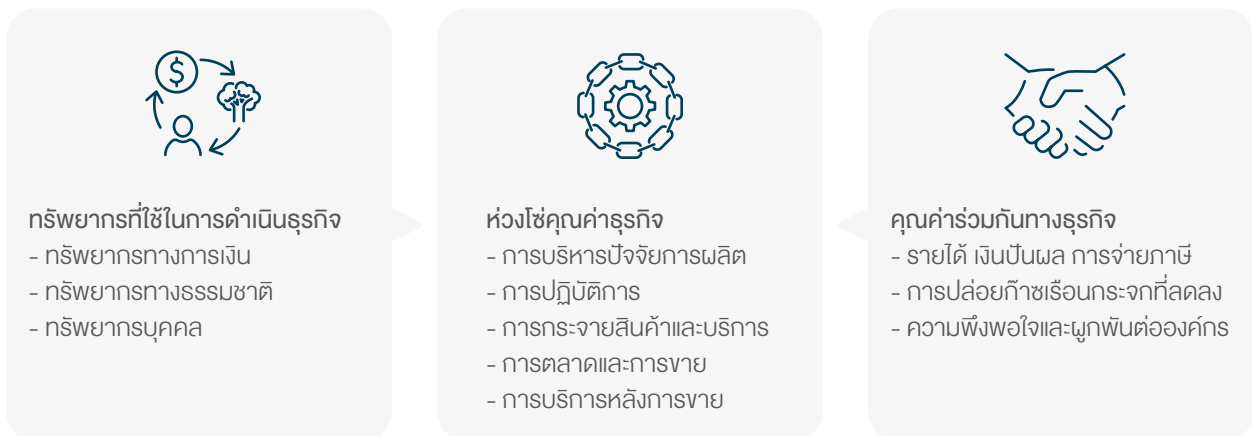 $
ทรัพยากรที่ใช้ในการดำเนินธุรกิจ
- ทรัพยากรทางการเงิน
- ทรัพยากรทางธรรมชาติ
- ทรัพยากรบุคคล
ห่วงโซ่คุณค่าธุรกิจ
- การบริหารปัจจัยการผลิต
- การปฏิบัติการ
- การกระจายสินค้าและบริการ
- การตลาดและการขาย
- การบริการหลังการขาย
คุณค่าร่วมกันทางธุรกิจ
- รายได้ เงินปันผล การจ่ายภาษี
- การปล่อยก๊าซเรือนกระจกที่ลดลง
- ความพึงพอใจและผูกพันต่อองค์กร